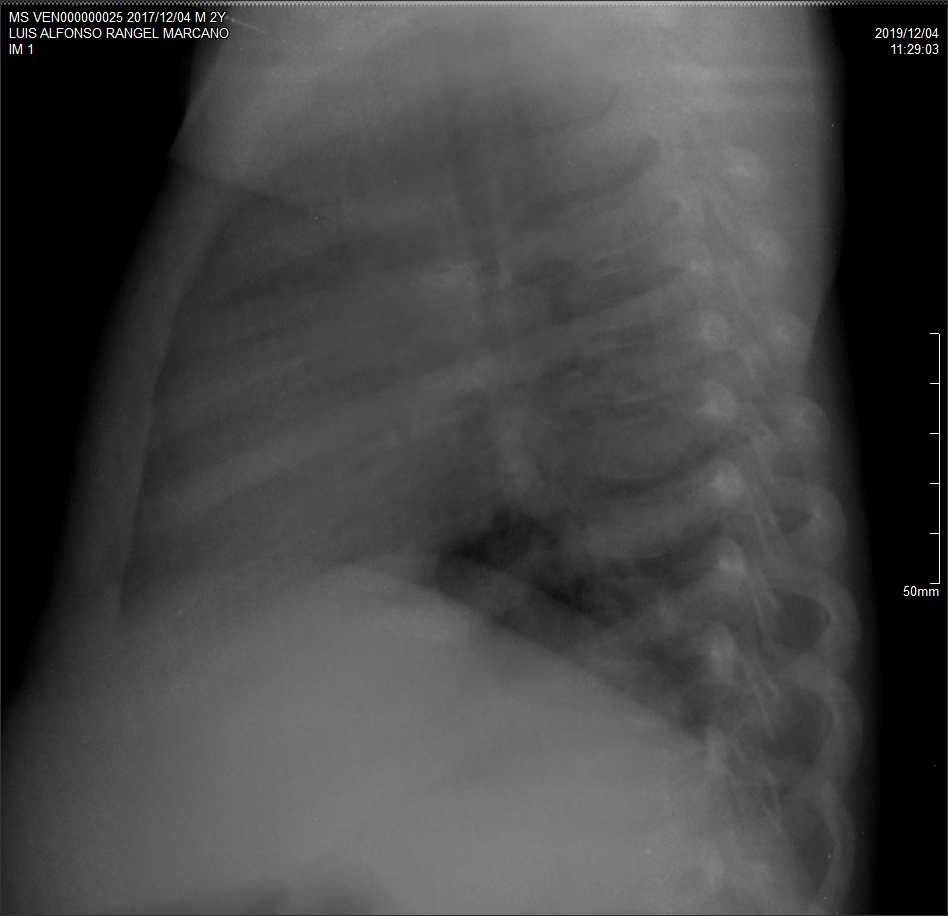 MS VEN000000025 2017/12/04 M 2Y
LUIS ALFONSO RANGEL MARCANO
IM 1
2019/12/04
11:29:03
50mm